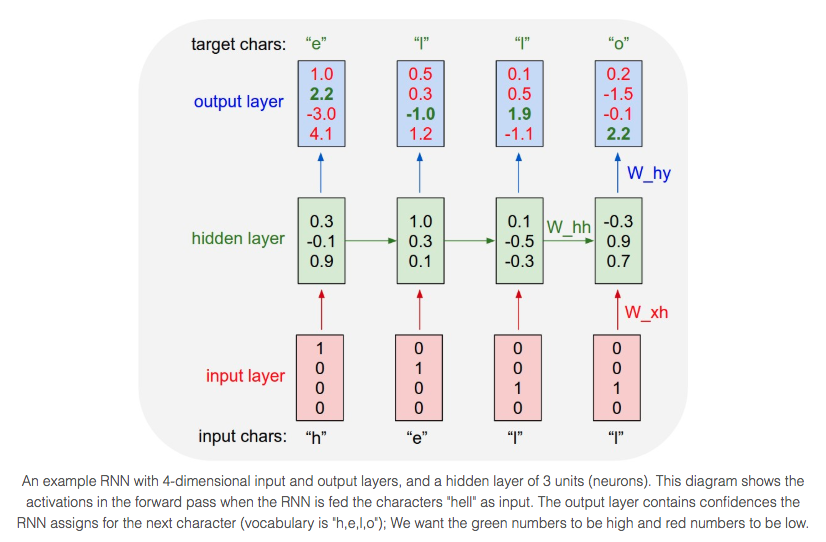 target chars: “e” “l” “l” “o”
1.0 0.5 0.1 0.2
output layer 2.2 0.3 0.5 -1.5
-3.0 -1.0 1.9 -0.1
4.1 1.2 -1.1 2.2
W_hy
0.3 1.0 0.1 -0.3
hidden layer -0.1 0.3 -0.5 W_hh 0.9
0.9 0.1 -0.3 0.7
W_xh
1 0 0 0
0 1 0 0
input layer 0 0 1 1
0 0 0 0
input chars: “h” “e” “l” “l”
An example RNN with 4-dimensional input and output layers, and a hidden layer of 3 units (neurons). This diagram shows the
activations in the forward pass when the RNN is fed the characters "hell" as input. The output layer contains confidences the
RNN assigns for the next character (vocabulary is "h,e,l,o"); We want the green numbers to be high and red numbers to be low.